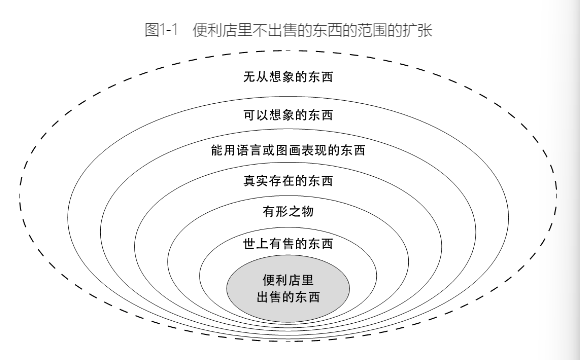 图1-1 便利店里不出售的东西的范围的扩张
无从想象的东西
可以想象的东西
能用语言或图画表现的东西
真实存在的东西
有形之物
世上有售的东西
便利店里
出售的东西